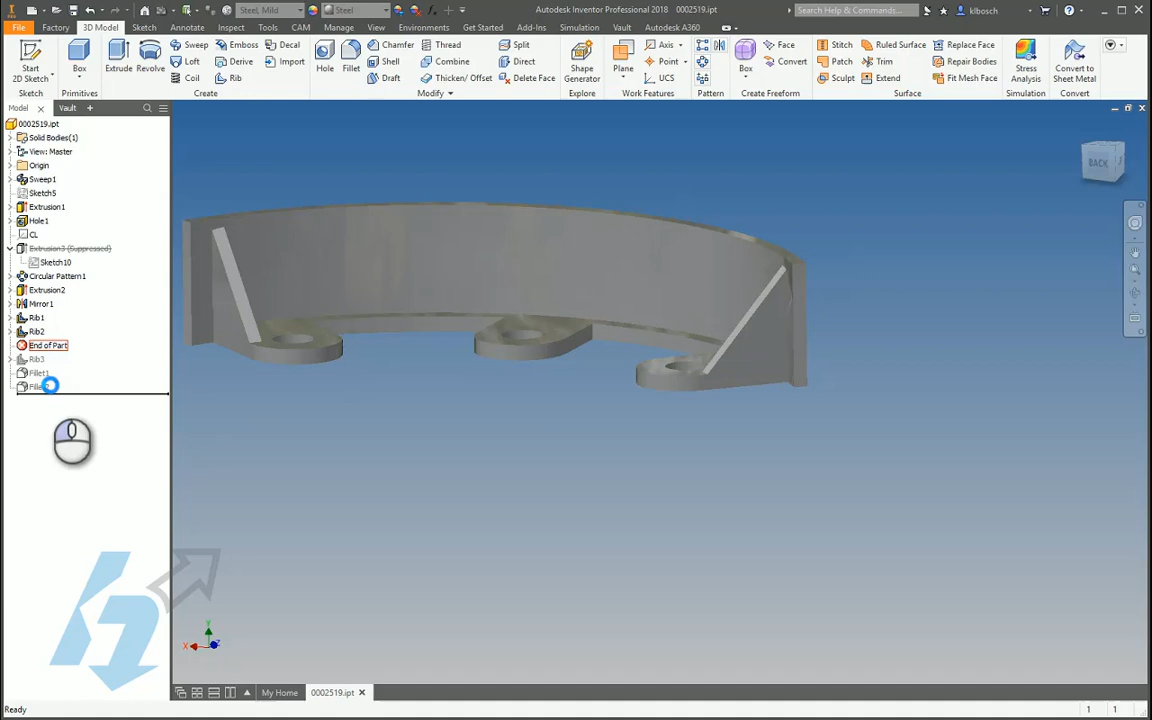 Steel, Mild
Steel
Autodesk Inventor Professional 2018 0002519.ipt
Search Help & Commands...
klbosch
File
Factory
3D Model
Sketch
Annotate
Inspect
Tools
CAM
Manage
View
Environments
Get Started
Add-Ins
Simulation
Vault
Autodesk A360
Start
2D Sketch
Sketch
Box
Primitives
Extrude
Revolve
Sweep
Loft
Coil
Emboss
Derive
Rib
Decal
Import
Create
Hole
Fillet
Chamfer
Shell
Draft
Thread
Combine
Thicken/ Offset
Split
Direct
Delete Face
Modify
Shape
Generator
Explore
Plane
Axis
Point
UCS
Work Features
Pattern
Box
Face
Convert
Create Freeform
Stitch
Patch
Sculpt
Ruled Surface
Trim
Extend
Replace Face
Repair Bodies
Fit Mesh Face
Surface
Stress
Analysis
Simulation
Convert to
Sheet Metal
Convert
Model
Vault
0002519.ipt
Solid Bodies(1)
View: Master
Origin
Sweep1
Sketch5
Extrusion1
Hole1
CL
Extrusion3 (Suppressed)
Sketch10
Circular Pattern1
Extrusion2
Mirror1
Rib1
Rib2
End of Part
Rib3
Fillet1
BACK
X
Y
Z
My Home
0002519.ipt
Ready
1
1